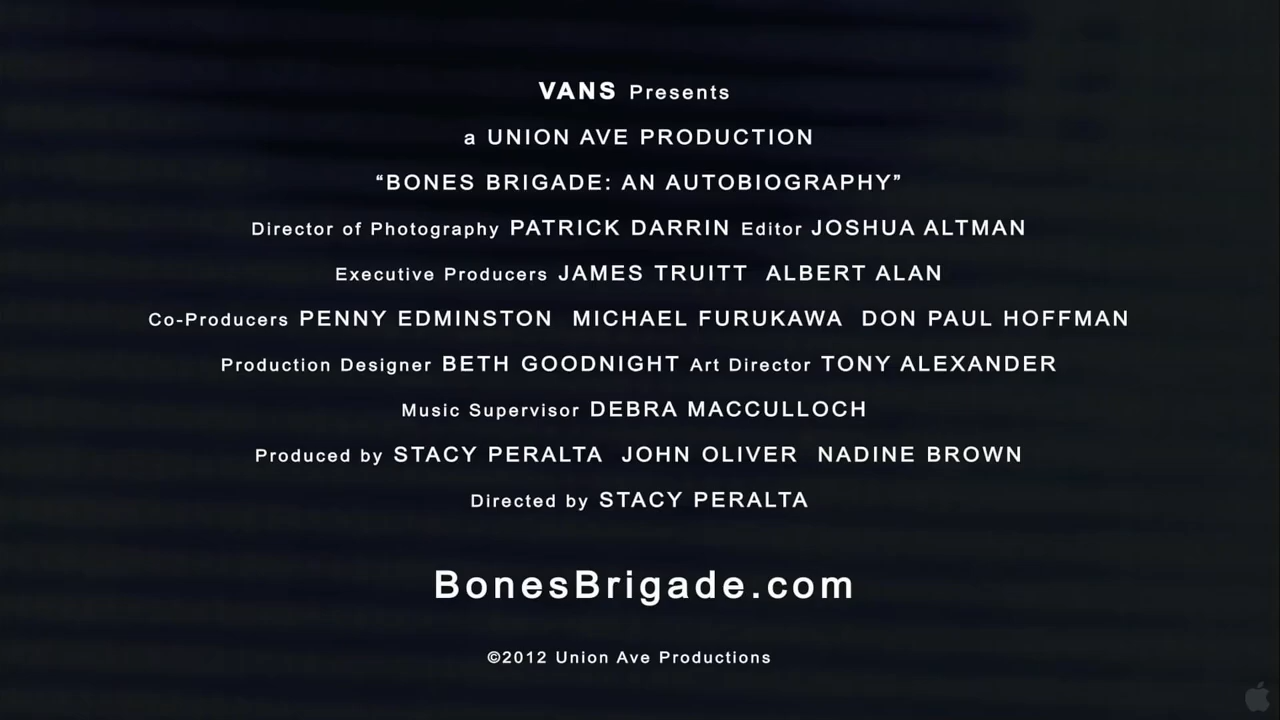 VANS Presents
a UNION AVE PRODUCTION
“BONES BRIGADE: AN AUTOBIOGRAPHY”
Director of Photography PATRICK DARRIN Editor JOSHUA ALTMAN
Executive Producers JAMES TRUITT ALBERT ALAN
Co-Producers PENNY EDMINSTON MICHAEL FURUKAWA DON PAUL HOFFMAN
Production Designer BETH GOODNIGHT Art Director TONY ALEXANDER
Music Supervisor DEBRA MACCULLOCH
Produced by STACY PERALTA JOHN OLIVER NADINE BROWN
Directed by STACY PERALTA
BonesBrigade.com
©2012 Union Ave Productions